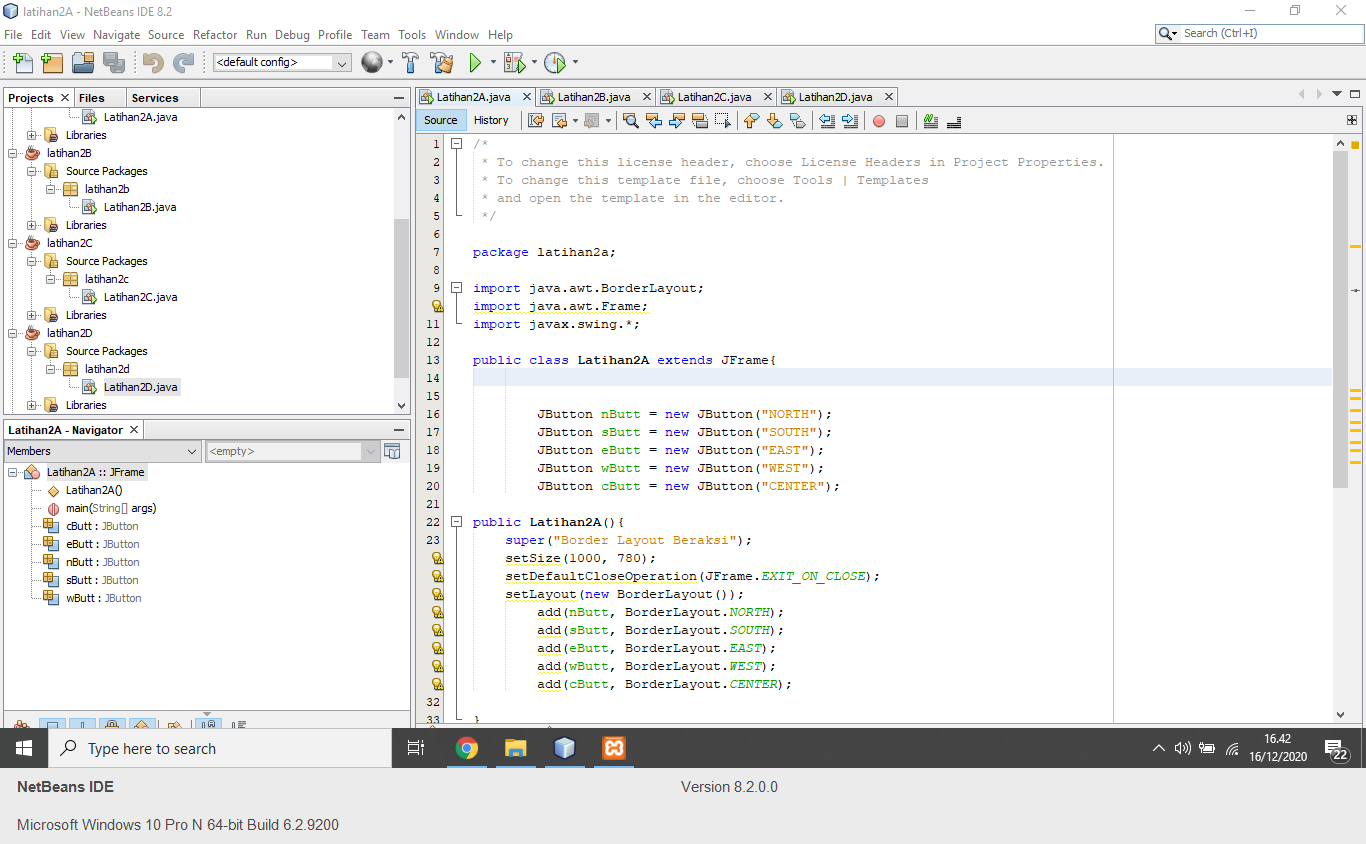 latihan2A - NetBeans IDE 8.2
File Edit View Navigate Source Refactor Run Debug Profile Team Tools Window Help
Search (Ctrl+I)
<default config>
Projects Files Services
Latihan2A.java
Libraries
latihan2B
Source Packages
latihan2b
Latihan2B.java
Libraries
latihan2C
Source Packages
latihan2c
Latihan2C.java
Libraries
latihan2D
Source Packages
latihan2d
Latihan2D.java
Libraries
Latihan2A - Navigator
Members <empty>
Latihan2A :: JFrame
Latihan2A()
main(String[] args)
cButt : JButton
eButt : JButton
nButt : JButton
sButt : JButton
wButt : JButton
Latihan2A.java Latihan2B.java Latihan2C.java Latihan2D.java
Source History
1 /*
2 * To change this license header, choose License Headers in Project Properties.
3 * To change this template file, choose Tools | Templates
4 * and open the template in the editor.
5 */
6
7 package latihan2a;
8
9 import java.awt.BorderLayout;
import java.awt.Frame;
11 import javax.swing.*;
12
13 public class Latihan2A extends JFrame{
14
15
16 JButton nButt = new JButton("NORTH");
17 JButton sButt = new JButton("SOUTH");
18 JButton eButt = new JButton("EAST");
19 JButton wButt = new JButton("WEST");
20 JButton cButt = new JButton("CENTER");
21
22 public Latihan2A(){
23 super("Border Layout Beraksi");
setSize(1000, 780);
setDefaultCloseOperation(JFrame.EXIT_ON_CLOSE);
setLayout(new BorderLayout());
add(nButt, BorderLayout.NORTH);
add(sButt, BorderLayout.SOUTH);
add(eButt, BorderLayout.EAST);
add(wButt, BorderLayout.WEST);
add(cButt, BorderLayout.CENTER);
32
33 }
Type here to search
16.42
16/12/2020
22
NetBeans IDE Version 8.2.0.0
Microsoft Windows 10 Pro N 64-bit Build 6.2.9200